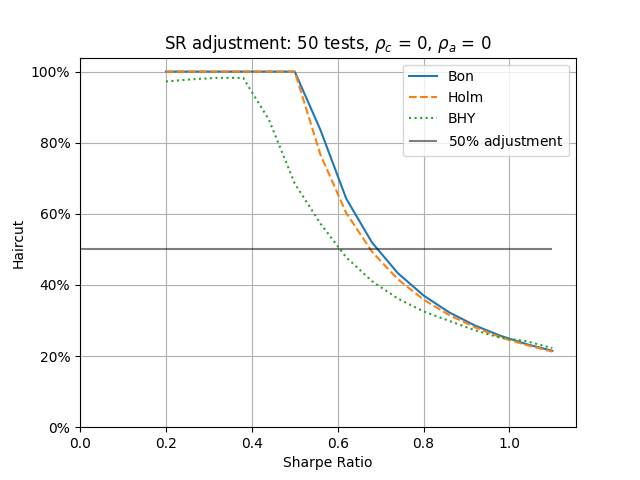 SR adjustment: 50 tests, ρc = 0, ρa = 0
100%
80%
60%
40%
20%
0%
Haircut
Bon
Holm
BHY
50% adjustment
0.0 0.2 0.4 0.6 0.8 1.0
Sharpe Ratio